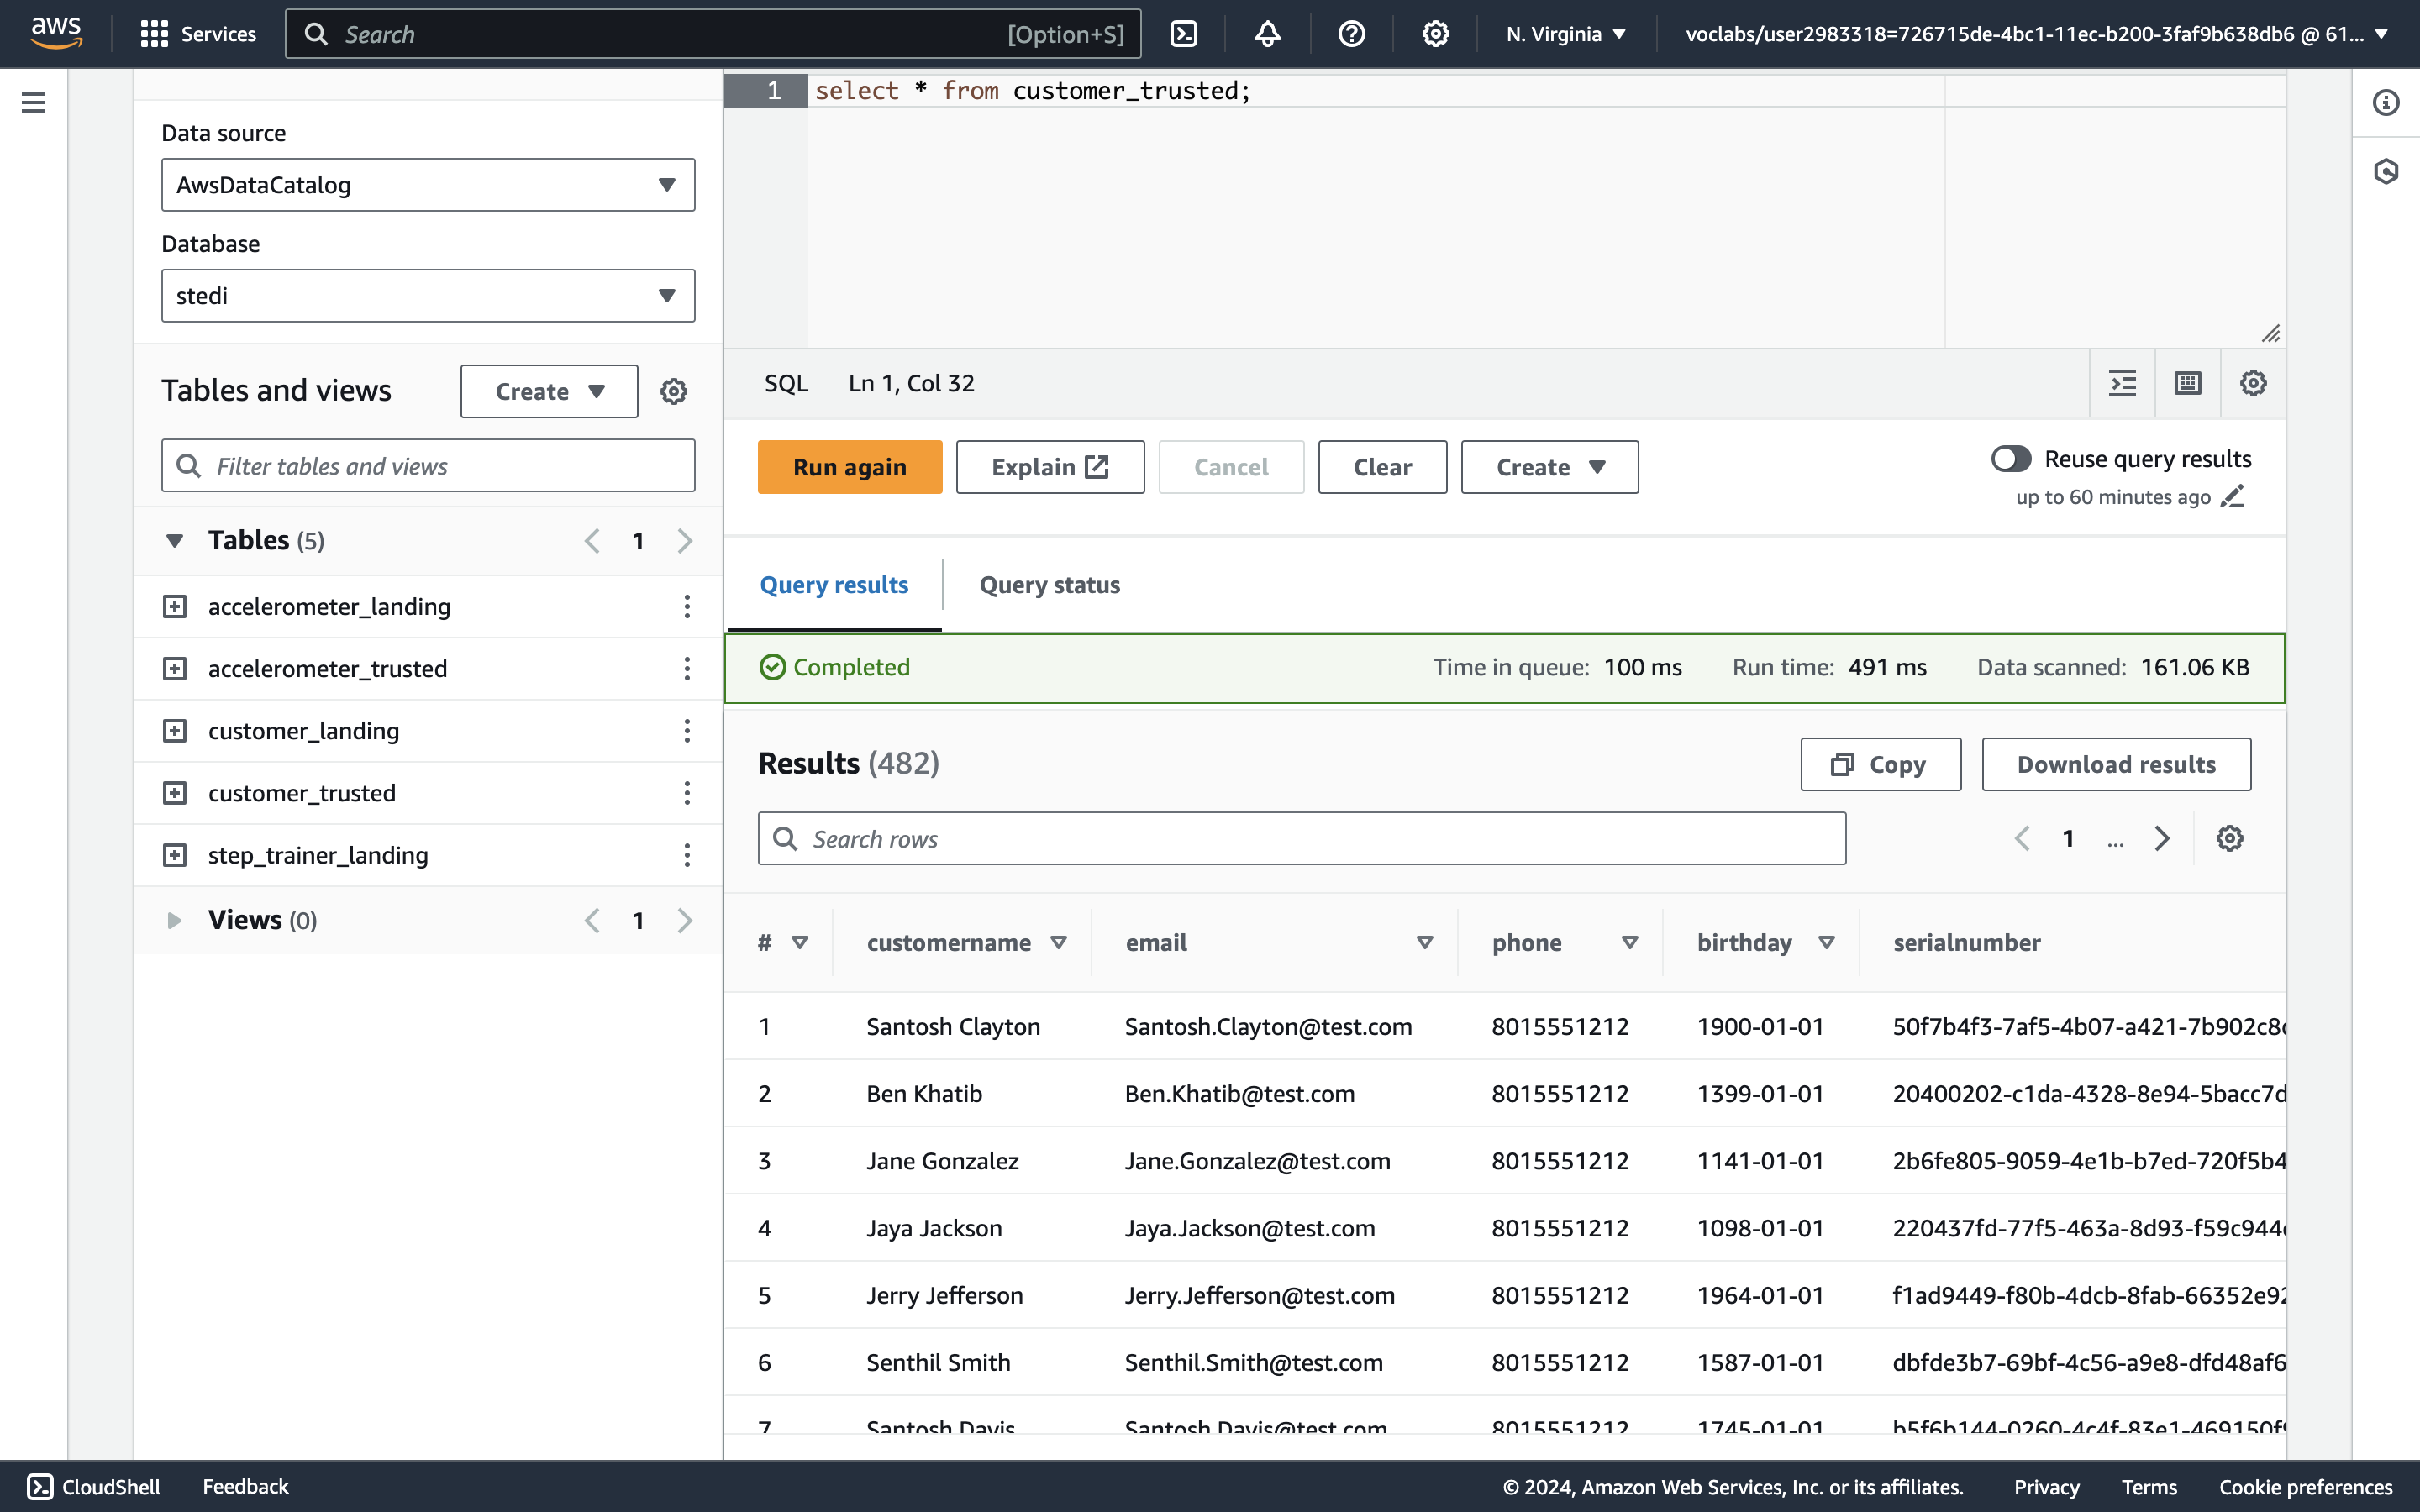 aws Services Search [Option+S] N. Virginia voclabs/user2983318=726715de-4bc1-11ec-b200-3faf9b638db6 @ 61...
Data source
AwsDataCatalog
Database
stedi
Tables and views Create
Filter tables and views
Tables (5) 1
accelerometer_landing
accelerometer_trusted
customer_landing
customer_trusted
step_trainer_landing
Views (0) 1
1 select * from customer_trusted;
SQL Ln 1, Col 32
Run again Explain Cancel Clear Create Reuse query results
up to 60 minutes ago
Query results Query status
Completed Time in queue: 100 ms Run time: 491 ms Data scanned: 161.06 KB
Results (482) Copy Download results
Search rows 1 ...
# customername email phone birthday serialnumber
1 Santosh Clayton Santosh.Clayton@test.com 8015551212 1900-01-01 50f7b4f3-7af5-4b07-a421-7b902c8
2 Ben Khatib Ben.Khatib@test.com 8015551212 1399-01-01 20400202-c1da-4328-8e94-5bacc7d
3 Jane Gonzalez Jane.Gonzalez@test.com 8015551212 1141-01-01 2b6fe805-9059-4e1b-b7ed-720f5b4
4 Jaya Jackson Jaya.Jackson@test.com 8015551212 1098-01-01 220437fd-77f5-463a-8d93-f59c944
5 Jerry Jefferson Jerry.Jefferson@test.com 8015551212 1964-01-01 f1ad9449-f80b-4dcb-8fab-66352e92
6 Senthil Smith Senthil.Smith@test.com 8015551212 1587-01-01 dbfde3b7-69bf-4c56-a9e8-dfd48af6
7 Santosh Davis Santosh.Davis@test.com 8015551212 1745-01-01 b5f6b144-0260-4c4f-83e1-469150f
CloudShell Feedback © 2024, Amazon Web Services, Inc. or its affiliates. Privacy Terms Cookie preferences